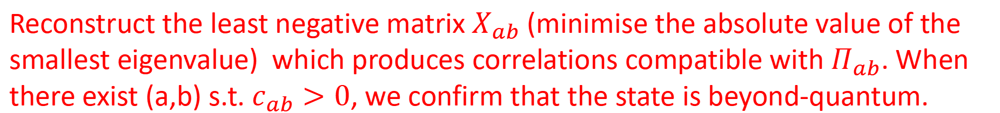 Reconstruct the least negative matrix X_{ab} (minimise the absolute value of the
smallest eigenvalue)  which produces correlations compatible with Π_{ab}. When
there exist (a,b) s.t. c_{ab} > 0, we confirm that the state is beyond-quantum.